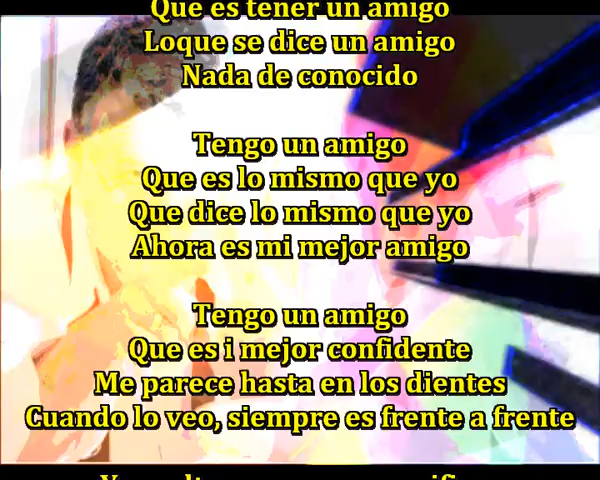 Que es tener un amigo
Loque se dice un amigo
Nada de conocido
Tengo un amigo
Que es lo mismo que yo
Que dice lo mismo que yo
Ahora es mi mejor amigo
Tengo un amigo
Que es i mejor confidente
Me parece hasta en los dientes
Cuando lo veo, siempre es frente a frente